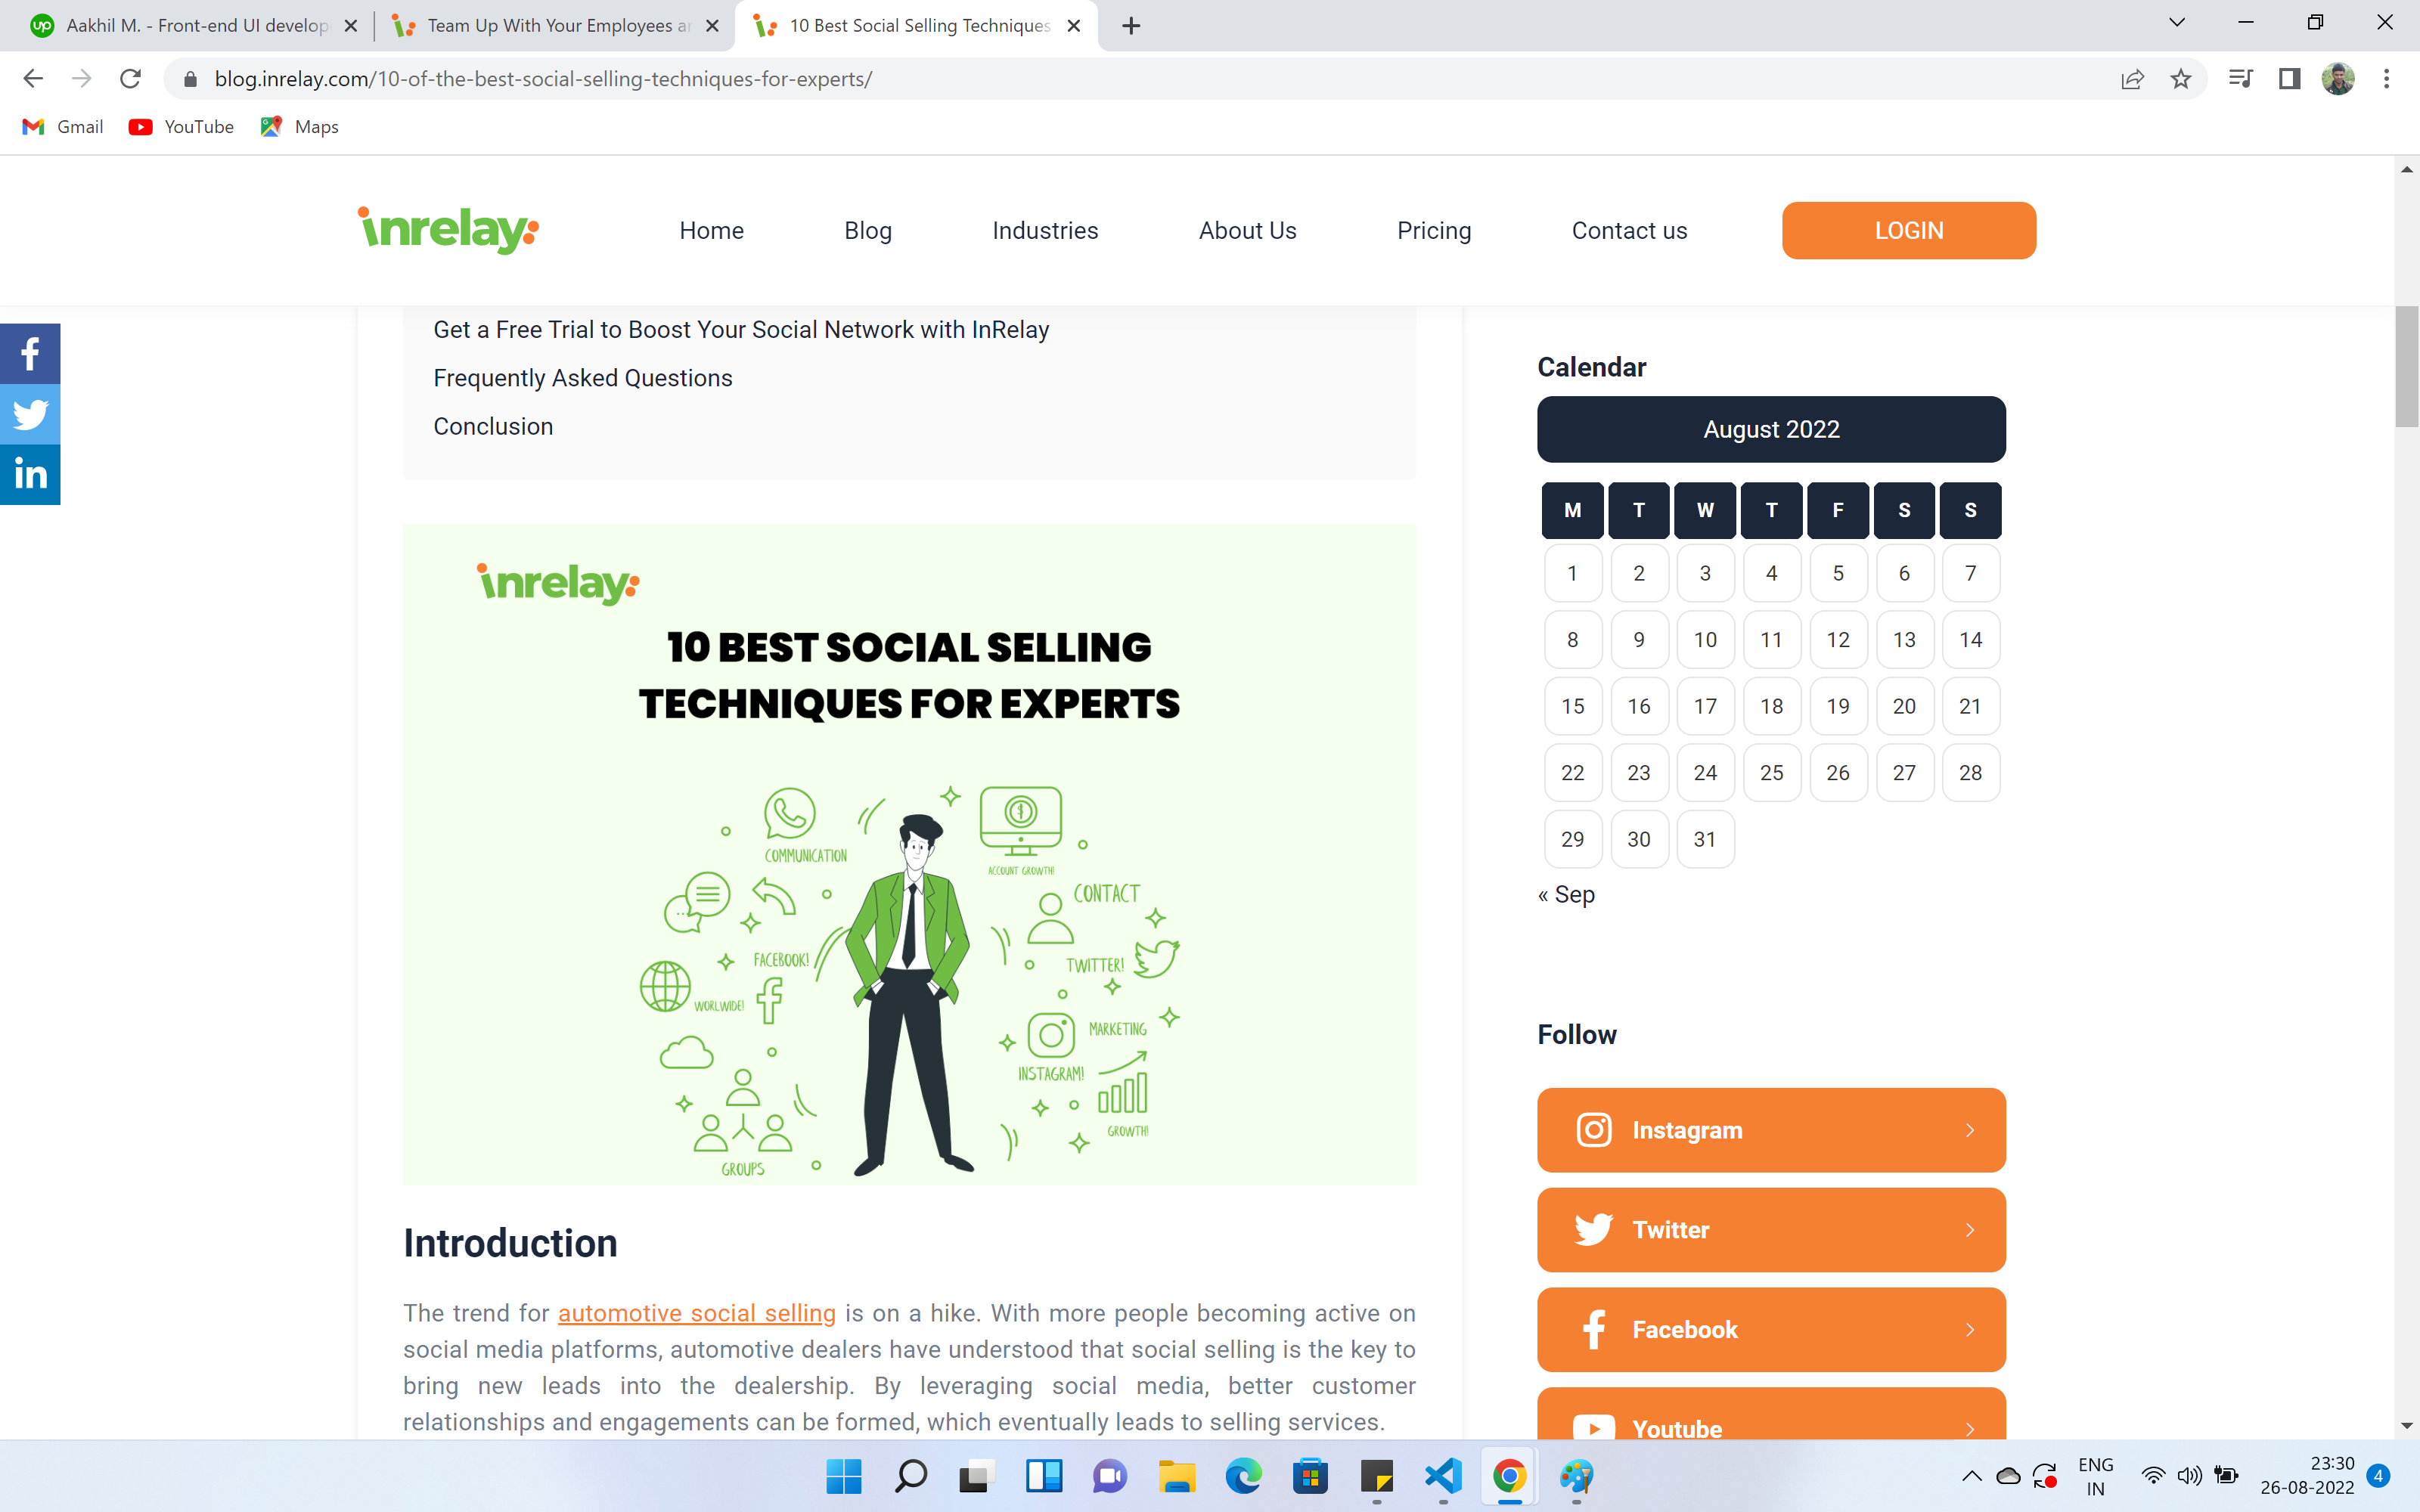 Aakhil M. - Front-end UI develop
Team Up With Your Employees ar
10 Best Social Selling Techniques
blog.inrelay.com/10-of-the-best-social-selling-techniques-for-experts/
Gmail
YouTube
Maps
inrelay
Home
Blog
Industries
About Us
Pricing
Contact us
LOGIN
Get a Free Trial to Boost Your Social Network with InRelay
Frequently Asked Questions
Conclusion
inrelay
10 BEST SOCIAL SELLING
TECHNIQUES FOR EXPERTS
COMMUNICATION
ACCOUNT GROWTH!
CONTACT
FACEBOOK!
TWITTER!
WORLWIDE!
MARKETING
INSTAGRAM!
GROWTH!
GROUPS
Introduction
The trend for automotive social selling is on a hike. With more people becoming active on
social media platforms, automotive dealers have understood that social selling is the key to
bring new leads into the dealership. By leveraging social media, better customer
relationships and engagements can be formed, which eventually leads to selling services.
Calendar
August 2022
M T W T F S S
1 2 3 4 5 6 7
8 9 10 11 12 13 14
15 16 17 18 19 20 21
22 23 24 25 26 27 28
29 30 31
« Sep
Follow
Instagram
Twitter
Facebook
Youtube
ENG
IN
23:30
26-08-2022
4